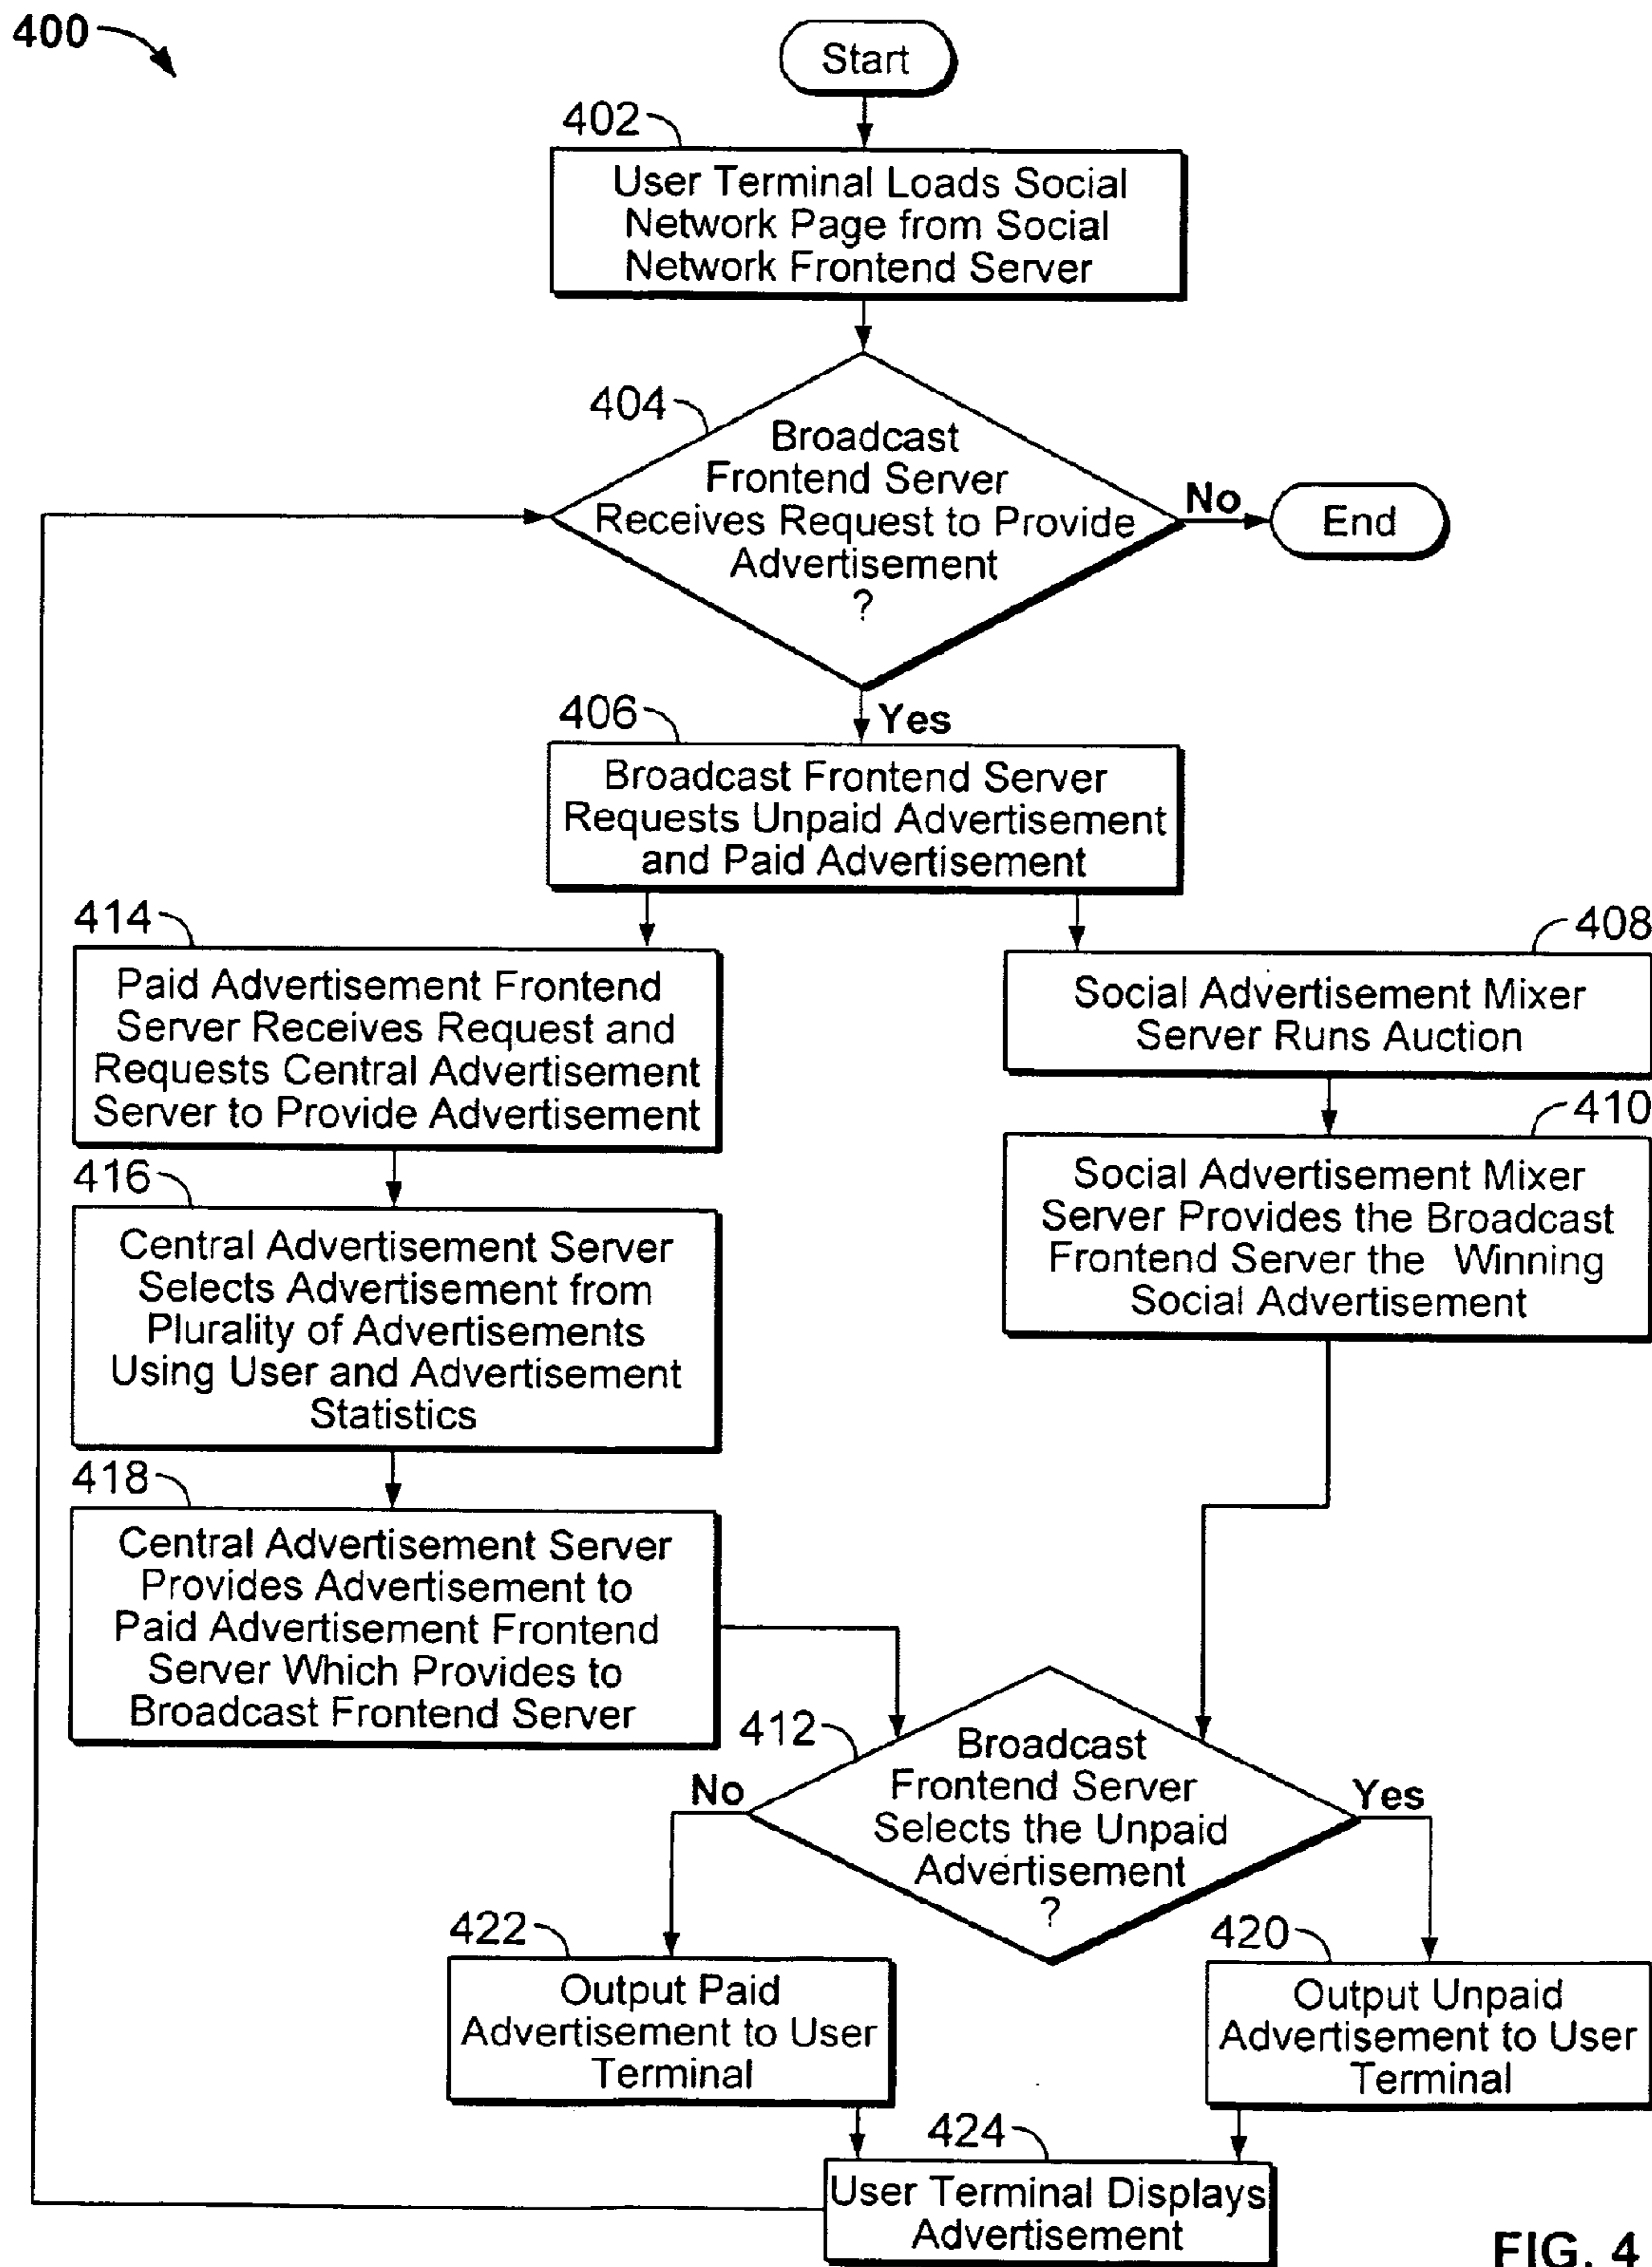 400
Start
402
User Terminal Loads Social
Network Page from Social
Network Frontend Server
404
Broadcast
Frontend Server
Receives Request to Provide
Advertisement
?
No
End
Yes
406
Broadcast Frontend Server
Requests Unpaid Advertisement
and Paid Advertisement
414
Paid Advertisement Frontend
Server Receives Request and
Requests Central Advertisement
Server to Provide Advertisement
408
Social Advertisement Mixer
Server Runs Auction
410
Social Advertisement Mixer
Server Provides the Broadcast
Frontend Server the Winning
Social Advertisement
416
Central Advertisement Server
Selects Advertisement from
Plurality of Advertisements
Using User and Advertisement
Statistics
418
Central Advertisement Server
Provides Advertisement to
Paid Advertisement Frontend
Server Which Provides to
Broadcast Frontend Server
412
Broadcast
Frontend Server
Selects the Unpaid
Advertisement
?
No
Yes
422
Output Paid
Advertisement to User
Terminal
420
Output Unpaid
Advertisement to User
Terminal
424
User Terminal Displays
Advertisement
FIG. 4